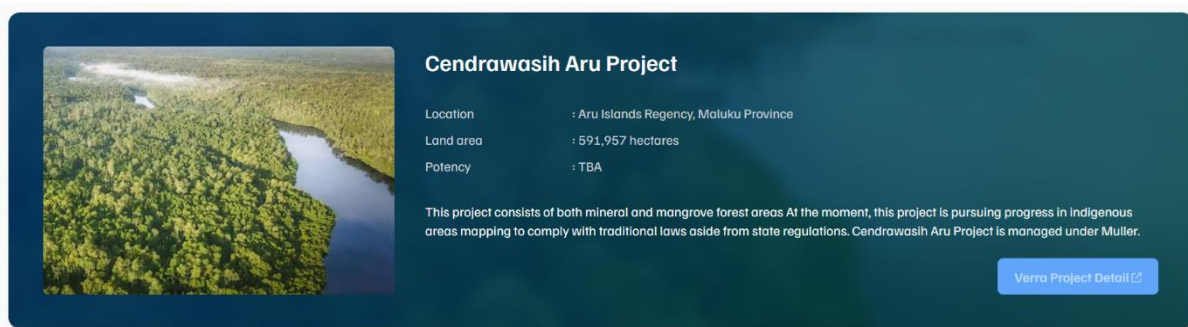 Cendrawasih Aru Project
Location : Aru Islands Regency, Maluku Province
Land area : 591,957 hectares
Potency : TBA
This project consists of both mineral and mangrove forest areas At the moment, this project is pursuing progress in indigenous
areas mapping to comply with traditional laws aside from state regulations. Cendrawasih Aru Project is managed under Muller.
Verra Project Detail